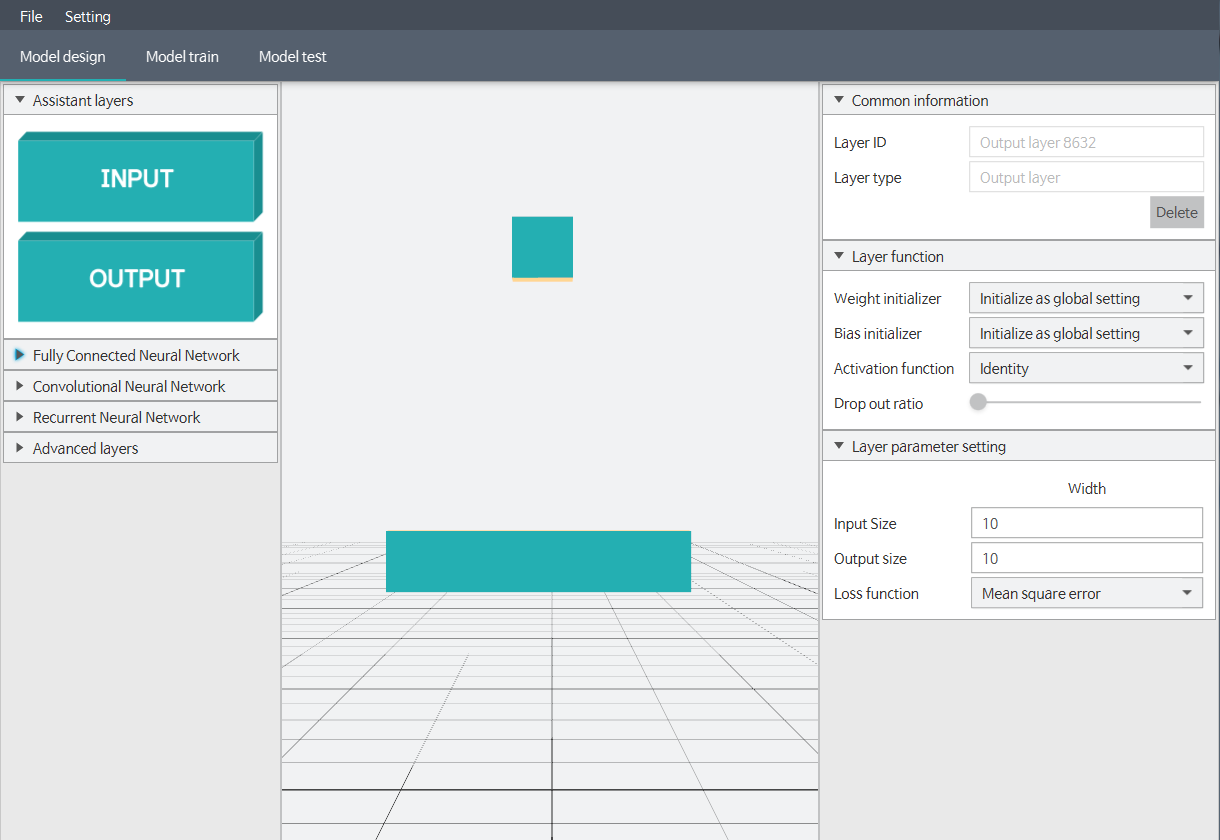 File Setting
Model design Model train Model test
Assistant layers
INPUT
OUTPUT
Fully Connected Neural Network
Convolutional Neural Network
Recurrent Neural Network
Advanced layers
Common information
Layer ID Output layer 8632
Layer type Output layer
Delete
Layer function
Weight initializer Initialize as global setting
Bias initializer Initialize as global setting
Activation function Identity
Drop out ratio
Layer parameter setting
Width
Input Size 10
Output size 10
Loss function Mean square error